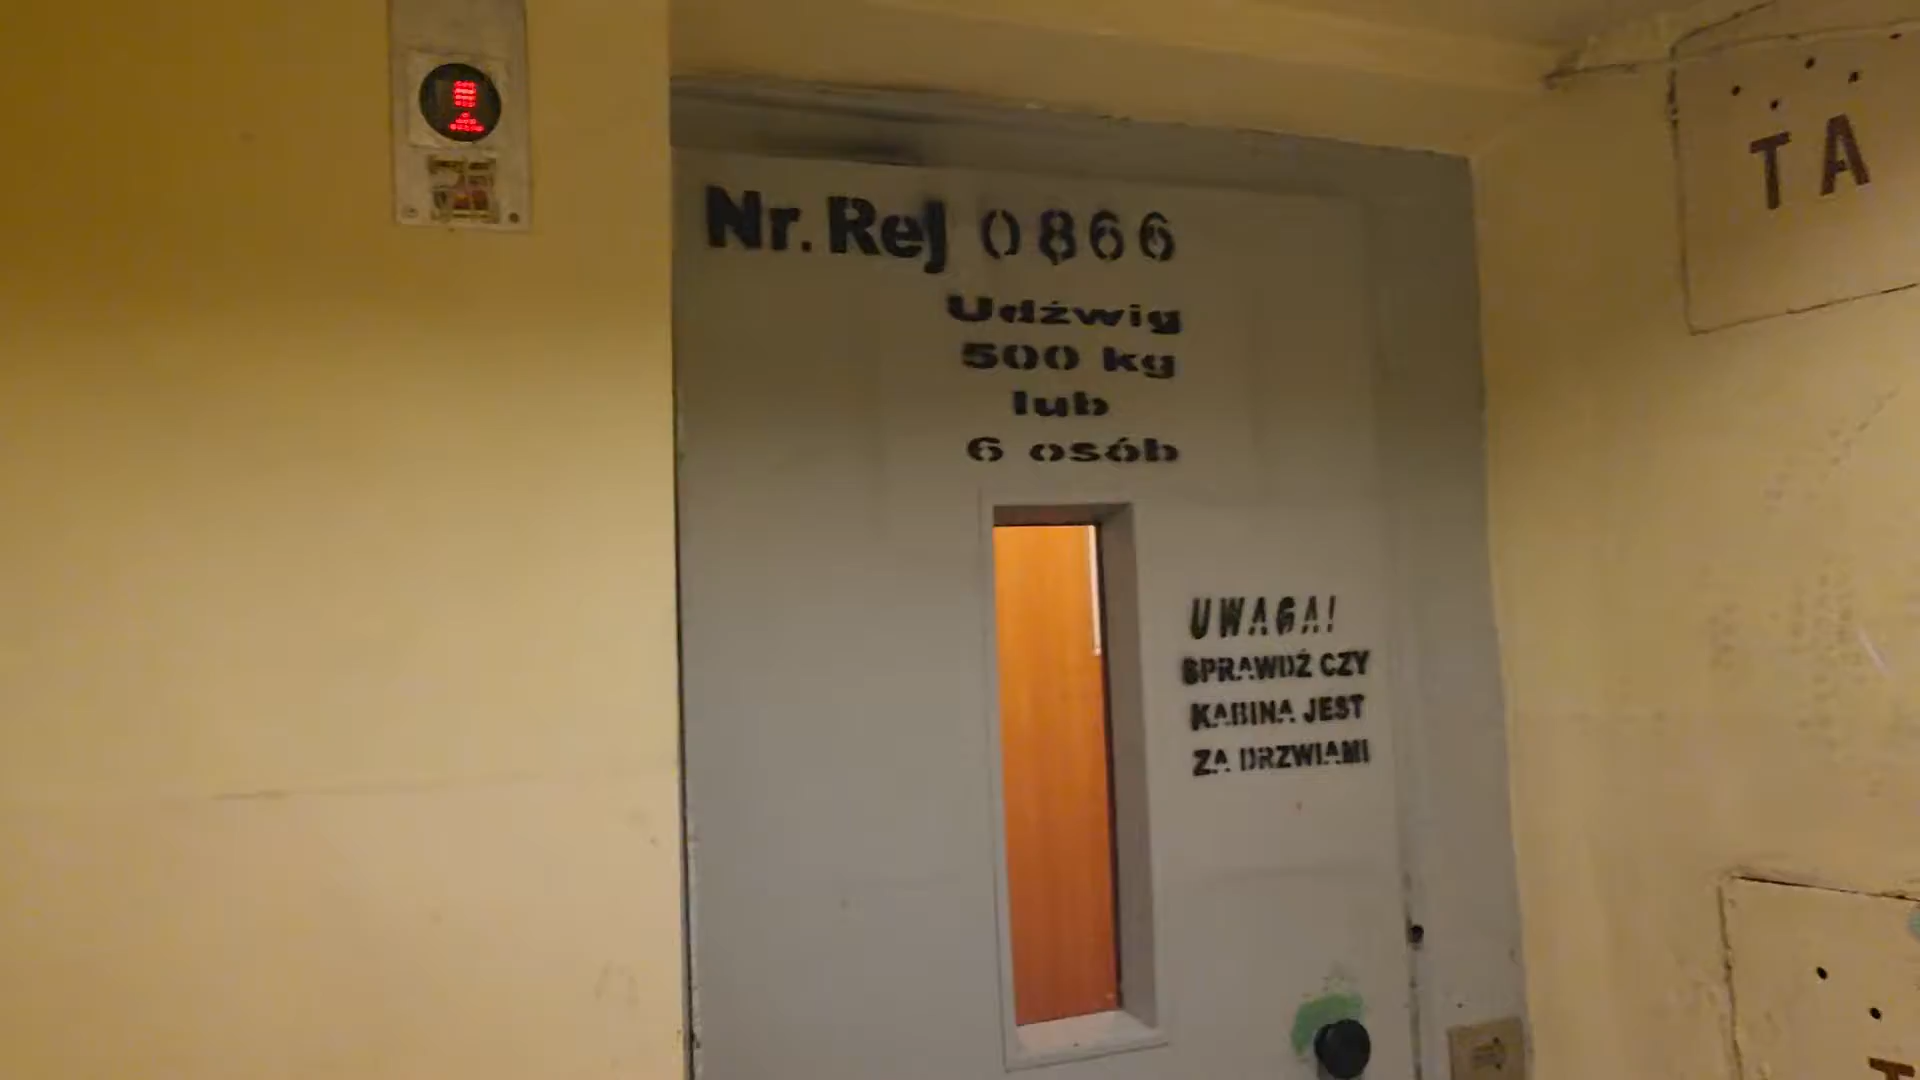 Nr. Rej 0866
Udźwig
500 kg
lub
6 osób
UWAGA!
SPRAWDŹ CZY
KABINA JEST
ZA DRZWIAMI
TA